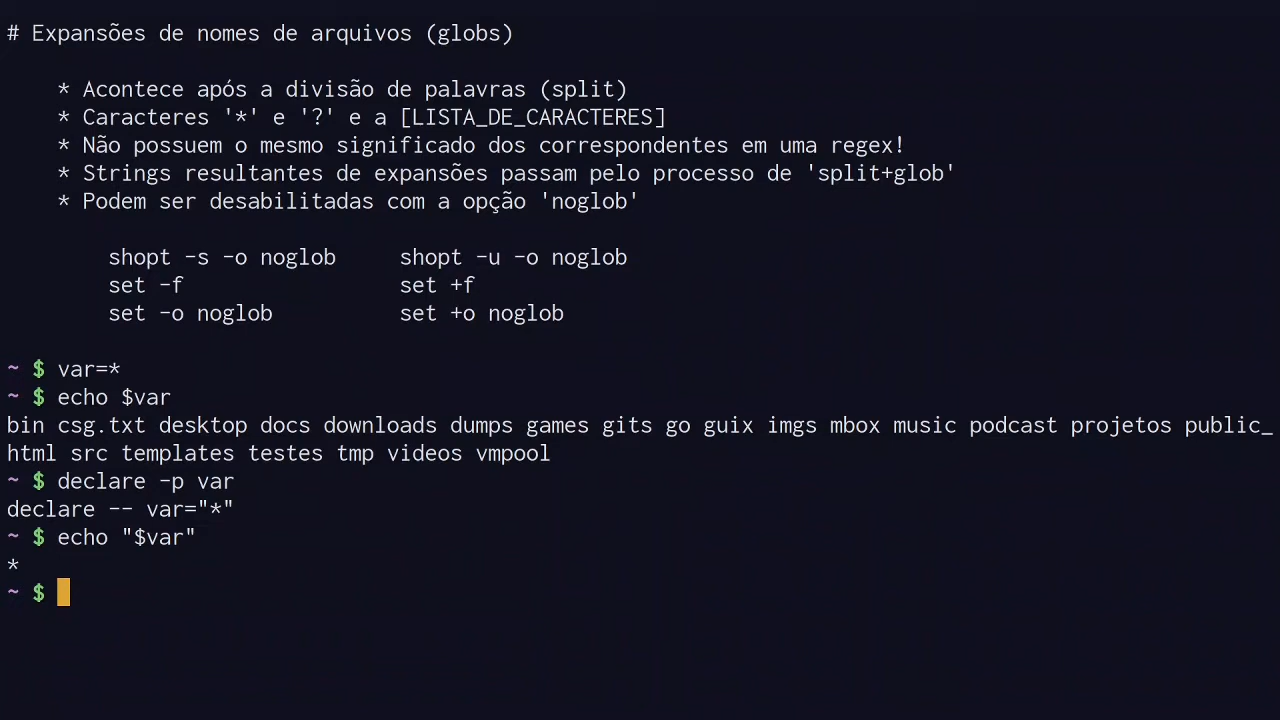 # Expansões de nomes de arquivos (globs)
* Acontece após a divisão de palavras (split)
* Caracteres '*' e '?' e a [LISTA_DE_CARACTERES]
* Não possuem o mesmo significado dos correspondentes em uma regex!
* Strings resultantes de expansões passam pelo processo de 'split+glob'
* Podem ser desabilitadas com a opção 'noglob'
shopt -s -o noglob     shopt -u -o noglob
set -f                 set +f
set -o noglob          set +o noglob
~ $ var=*
~ $ echo $var
bin csg.txt desktop docs downloads dumps games gits go guix imgs mbox music podcast projetos public_
html src templates testes tmp videos vmpool
~ $ declare -p var
declare -- var="*"
~ $ echo "$var"
*
~ $